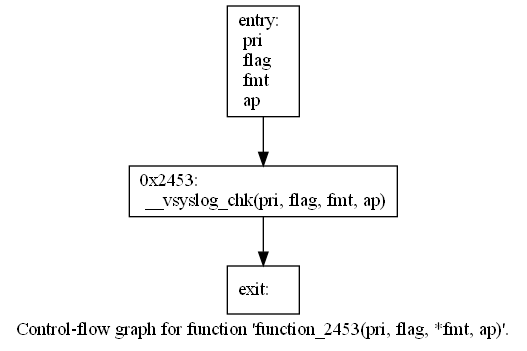 entry:
pri
flag
fmt
ap
0x2453:
__vsyslog_chk(pri, flag, fmt, ap)
exit:
Control-flow graph for function 'function_2453(pri, flag, *fmt, ap)'.